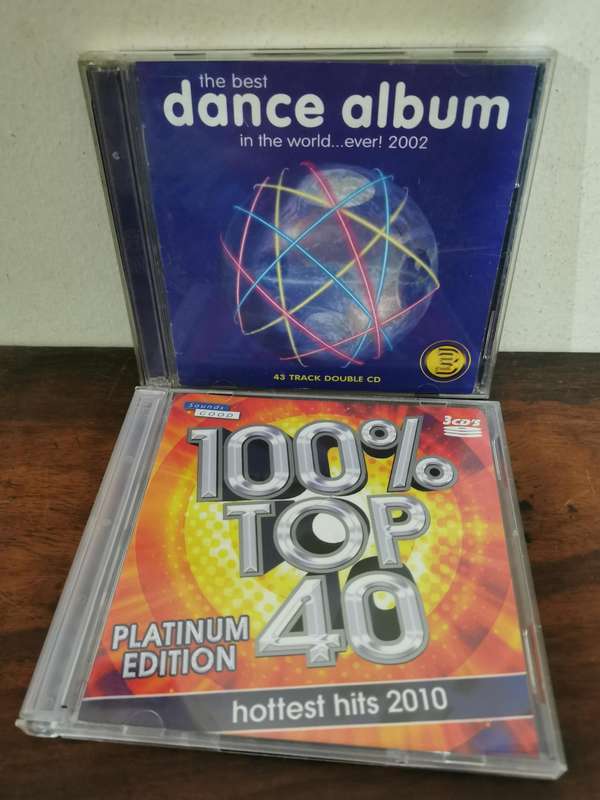 the best
dance album
in the world...ever! 2002
43 TRACK DOUBLE CD
Sounds
GOOD
3CD'S
100%
TOP
40
PLATINUM
EDITION
hottest hits 2010